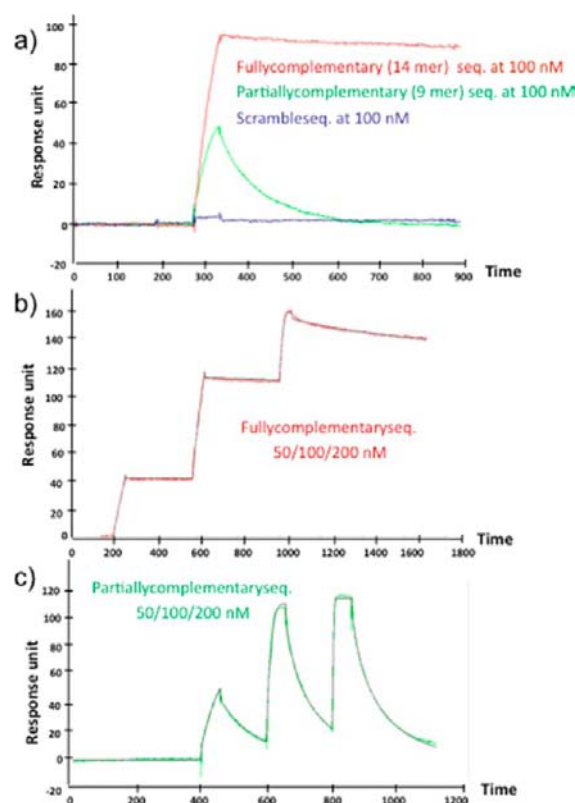 a)
100
Fullycomplementary (14 mer) seq. at 100 nM
80
Partiallycomplementary (9 mer) seq. at 100 nM
60
Scrambleseq. at 100 nM
40
20
0
-20
Response unit
0 100 200 300 400 500 600 700 800 900
Time
b)
160
140
120
100
80
60
40
20
0
Response unit
Fullycomplementaryseq.
50/100/200 nM
0 200 400 600 800 1000 1200 1400 1600 1800
Time
c)
120
Partiallycomplementaryseq.
100
50/100/200 nM
80
60
40
20
0
-20
Response unit
0 200 400 600 800 1000 1200
Time